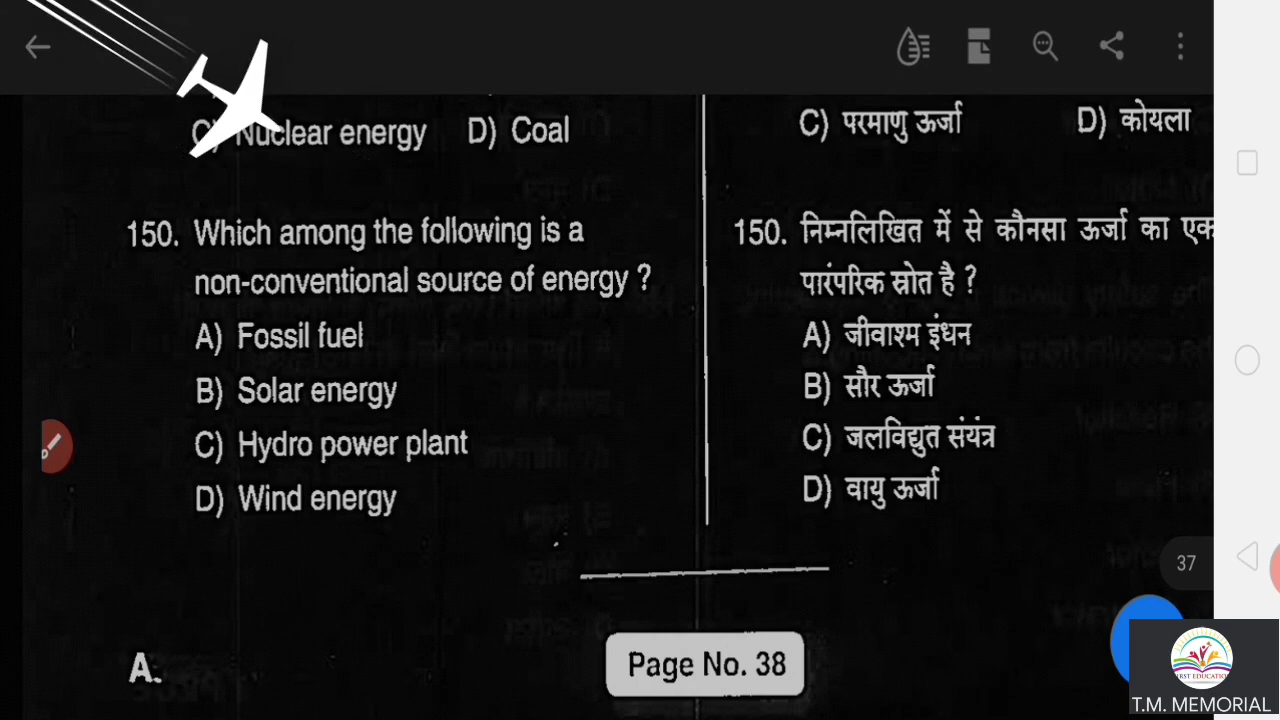 C) Nuclear energy D) Coal
150. Which among the following is a
non-conventional source of energy ?
A) Fossil fuel
B) Solar energy
C) Hydro power plant
D) Wind energy
C) परमाणु ऊर्जा D) कोयला
150. निम्नलिखित में से कौनसा ऊर्जा का एक
पारंपरिक स्रोत है ?
A) जीवाश्म इंधन
B) सौर ऊर्जा
C) जलविद्युत संयंत्र
D) वायु ऊर्जा
37
A.
Page No. 38
T.M. MEMORIAL